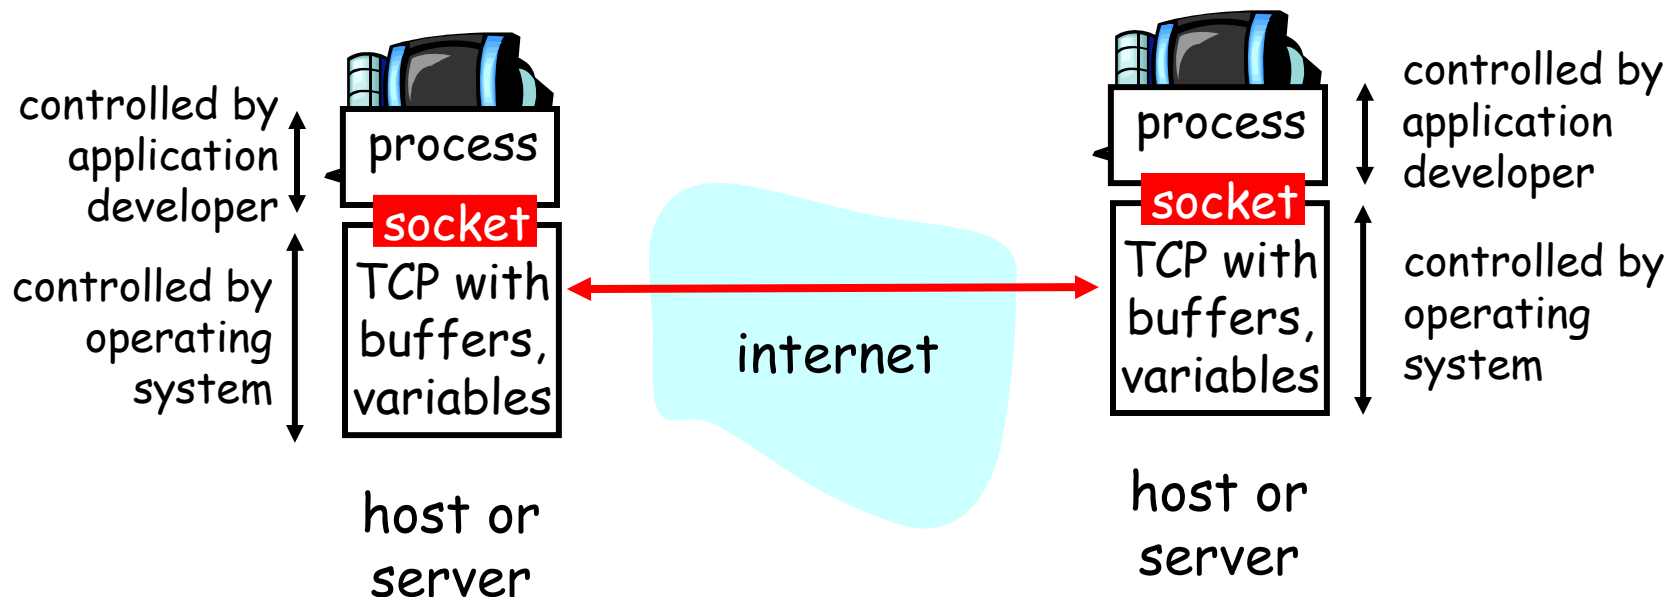 controlled by
application
developer
process
socket
controlled by
operating
system
TCP with
buffers,
variables
host or
server
internet
process
socket
TCP with
buffers,
variables
host or
server
controlled by
application
developer
controlled by
operating
system